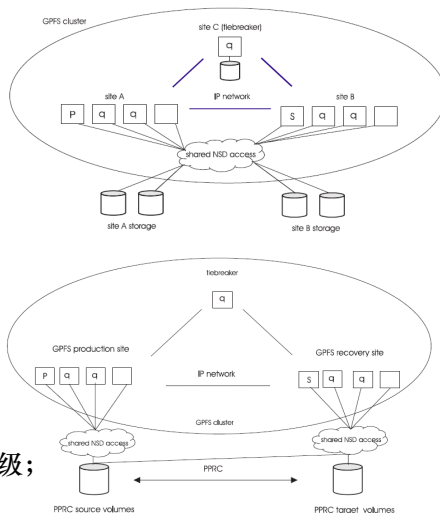 GPFS cluster
site C (tiebreaker)
q
site A
IP network
site B
P q q
S q q
shared NSD access
site A storage
site B storage
tiebreaker
q
GPFS production site
GPFS recovery site
IP network
P q q
S q q
GPFS cluster
shared NSD access
shared NSD access
级；
PPRC
PPRC source volumes
PPRC target volumes